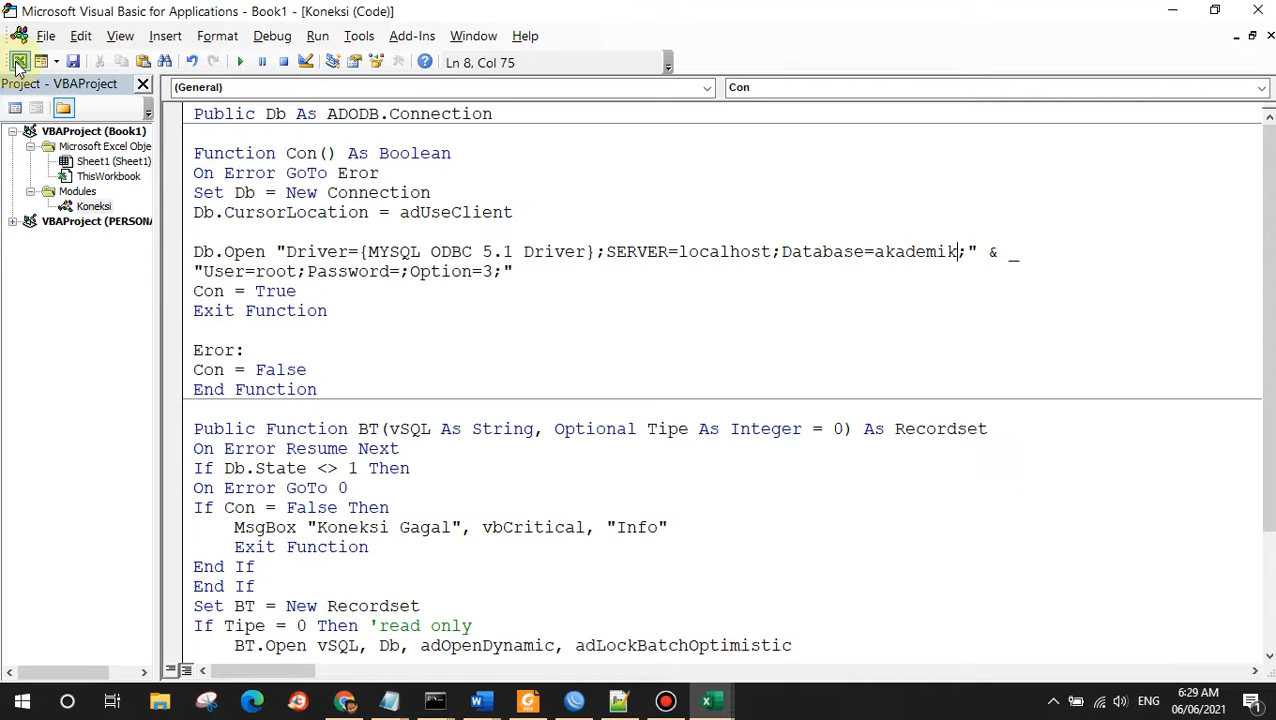 Microsoft Visual Basic for Applications - Book1 - [Koneksi (Code)]
File Edit View Insert Format Debug Run Tools Add-Ins Window Help
Ln 8, Col 75
Project - VBAProject
(General) Con
VBAProject (Book1)
Microsoft Excel Obje
Sheet1 (Sheet1)
ThisWorkbook
Modules
Koneksi
VBAProject (PERSONA
Public Db As ADODB.Connection
Function Con() As Boolean
On Error GoTo Eror
Set Db = New Connection
Db.CursorLocation = adUseClient
Db.Open "Driver={MYSQL ODBC 5.1 Driver};SERVER=localhost;Database=akademik;" & _
"User=root;Password=;Option=3;"
Con = True
Exit Function
Eror:
Con = False
End Function
Public Function BT(vSQL As String, Optional Tipe As Integer = 0) As Recordset
On Error Resume Next
If Db.State <> 1 Then
On Error GoTo 0
If Con = False Then
MsgBox "Koneksi Gagal", vbCritical, "Info"
Exit Function
End If
End If
Set BT = New Recordset
If Tipe = 0 Then 'read only
BT.Open vSQL, Db, adOpenDynamic, adLockBatchOptimistic
ENG
6:29 AM
06/06/2021